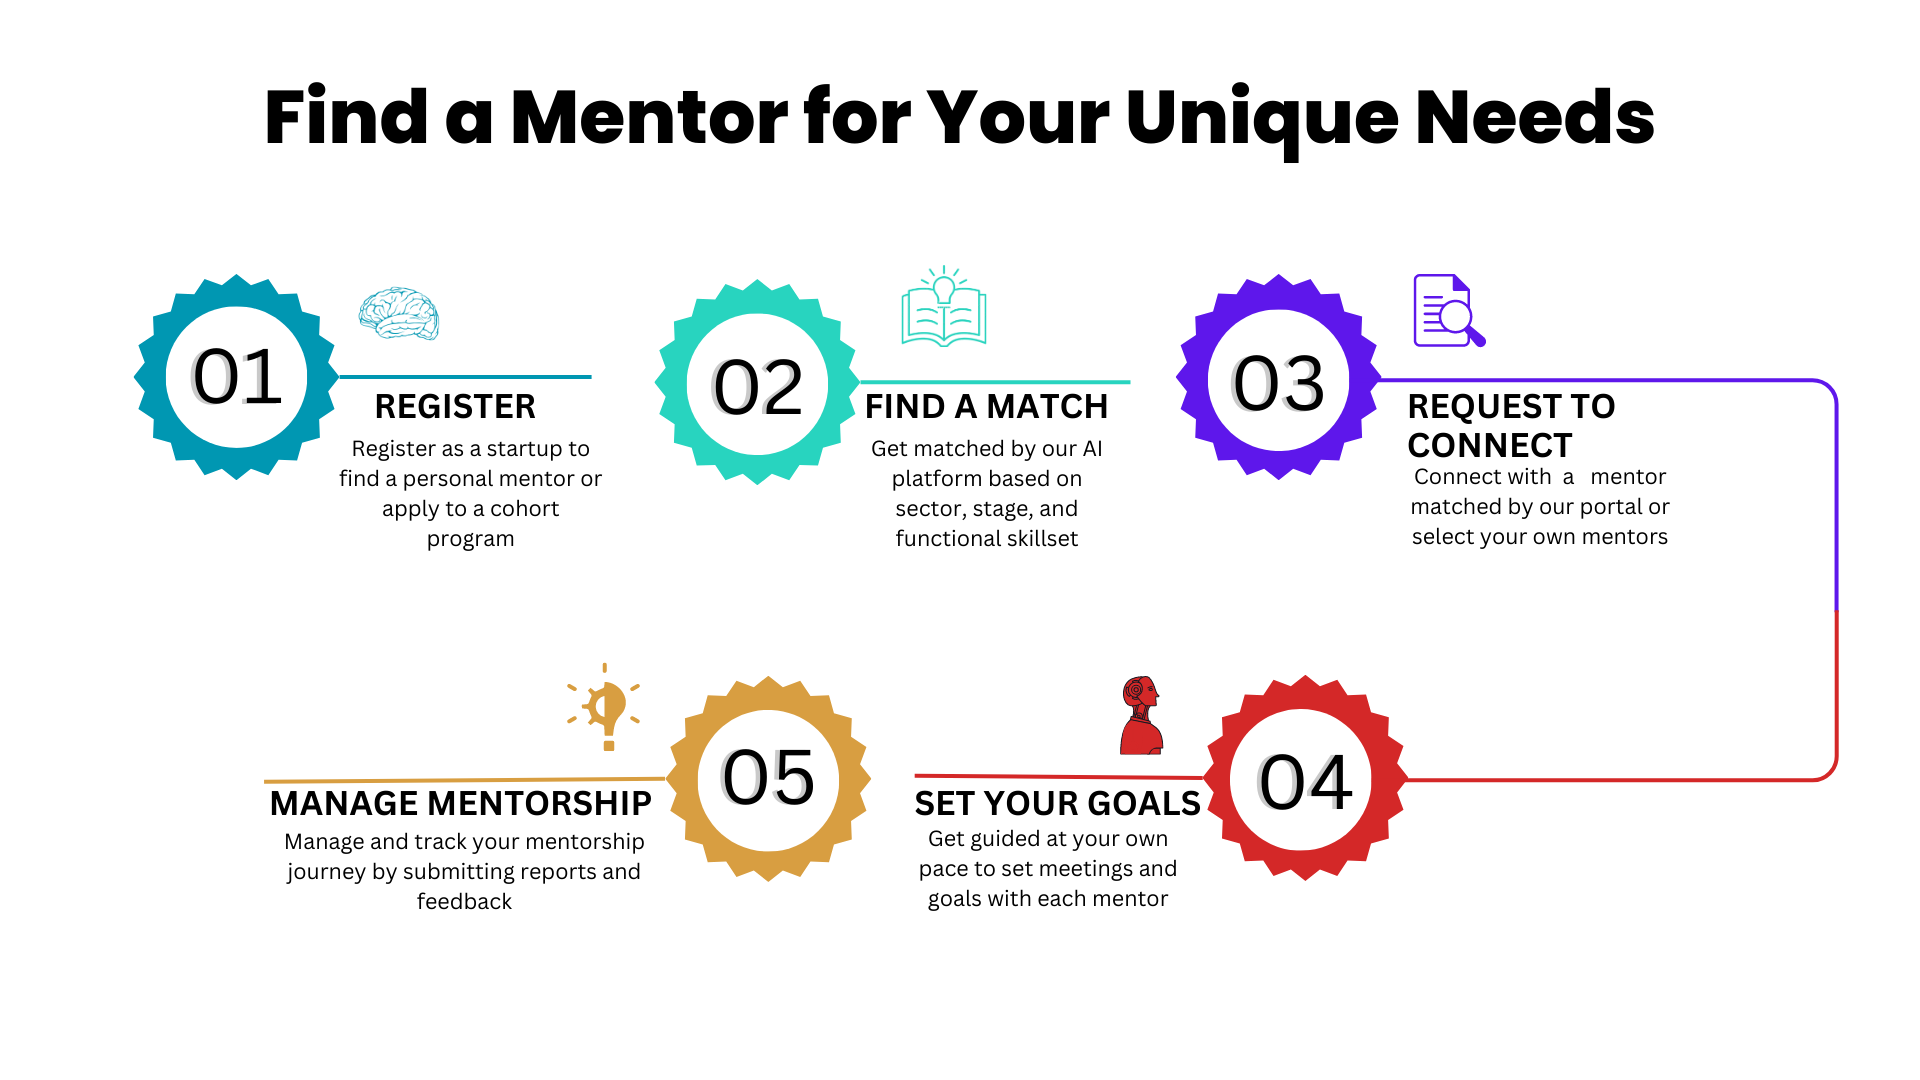 Find a Mentor for Your Unique Needs
01
REGISTER
Register as a startup to
find a personal mentor or
apply to a cohort
program
02
FIND A MATCH
Get matched by our AI
platform based on
sector, stage, and
functional skillset
03
REQUEST TO
CONNECT
Connect with a mentor
matched by our portal or
select your own mentors
04
SET YOUR GOALS
Get guided at your own
pace to set meetings and
goals with each mentor
05
MANAGE MENTORSHIP
Manage and track your mentorship
journey by submitting reports and
feedback